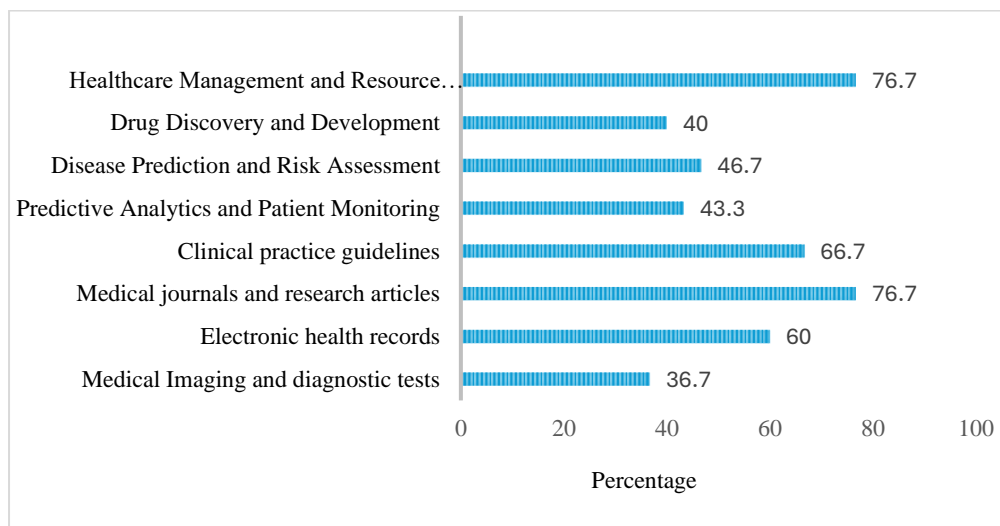 Healthcare Management and Resource… 76.7
Drug Discovery and Development 40
Disease Prediction and Risk Assessment 46.7
Predictive Analytics and Patient Monitoring 43.3
Clinical practice guidelines 66.7
Medical journals and research articles 76.7
Electronic health records 60
Medical Imaging and diagnostic tests 36.7
0 20 40 60 80 100
Percentage